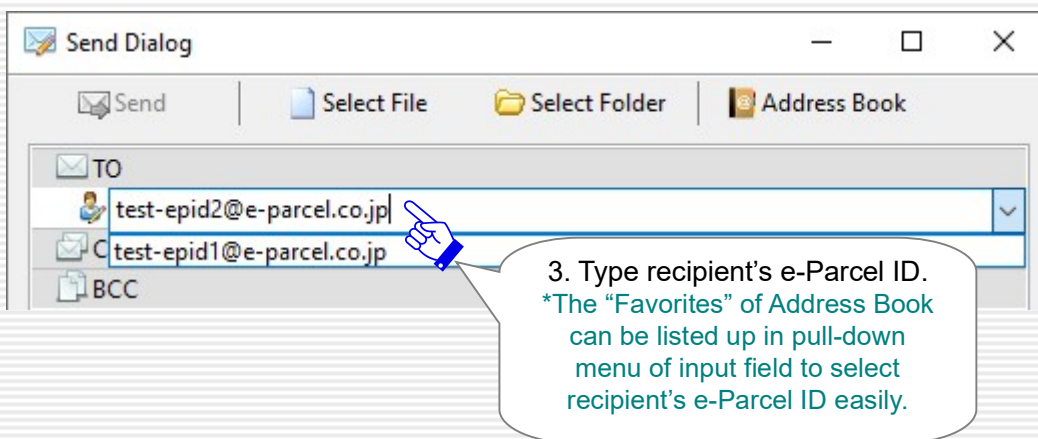 Send Dialog
Send Select File Select Folder Address Book
TO
test-epid2@e-parcel.co.jp
C test-epid1@e-parcel.co.jp
BCC
3. Type recipient’s e-Parcel ID.
*The “Favorites” of Address Book
can be listed up in pull-down
menu of input field to select
recipient’s e-Parcel ID easily.